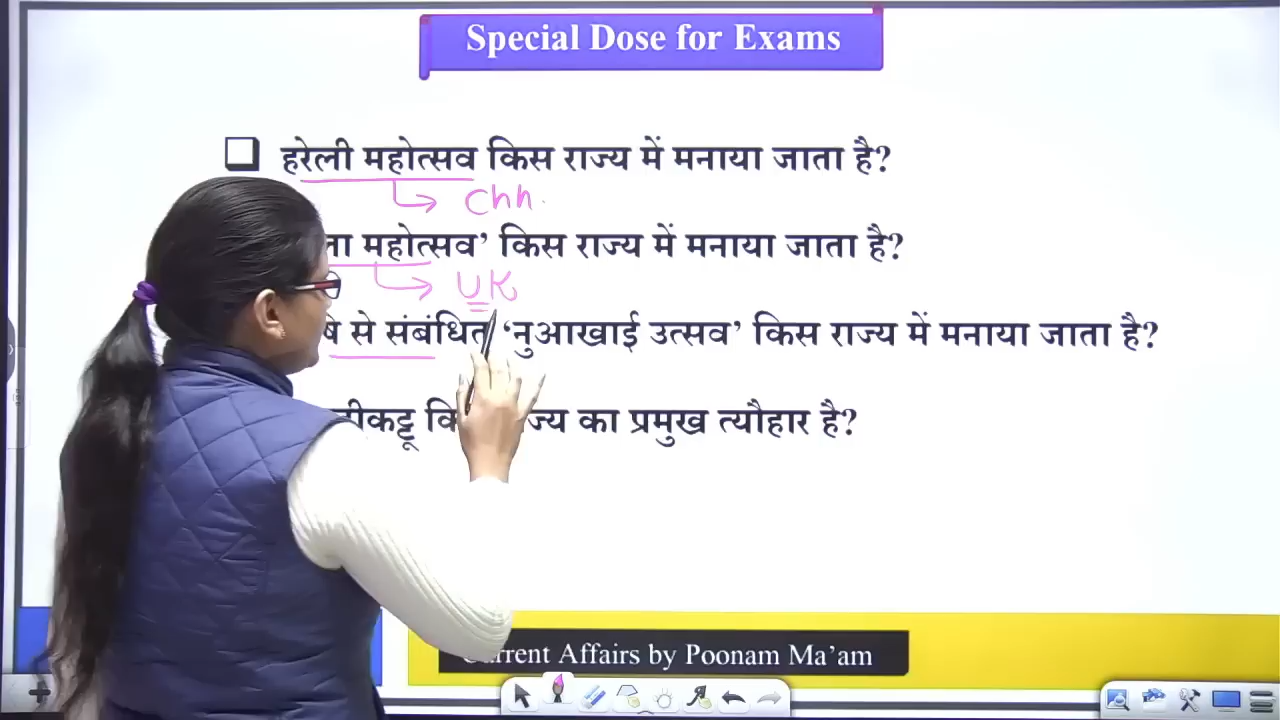 Special Dose for Exams
हरेली महोत्सव किस राज्य में मनाया जाता है?
Chh.
महोत्सव’ किस राज्य में मनाया जाता है?
UK
से संबंधित ‘नुआखाई उत्सव’ किस राज्य में मनाया जाता है?
का प्रमुख त्यौहार है?
Current Affairs by Poonam Ma’am